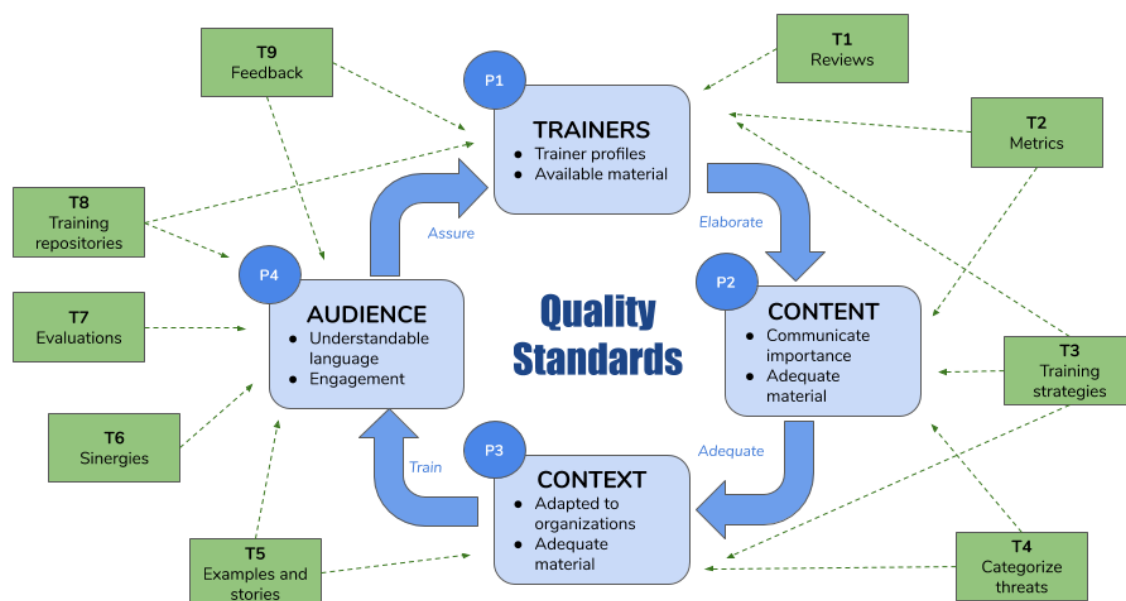 T9
Feedback
T1
Reviews
P1
TRAINERS
● Trainer profiles
● Available material
T2
Metrics
T8
Training
repositories
Assure
Elaborate
P4
AUDIENCE
● Understandable
language
● Engagement
Quality
Standards
P2
CONTENT
● Communicate
importance
● Adequate
material
T7
Evaluations
T3
Training
strategies
T6
Sinergies
Train
P3
CONTEXT
● Adapted to
organizations
● Adequate
material
Adequate
T5
Examples and
stories
T4
Categorize
threats